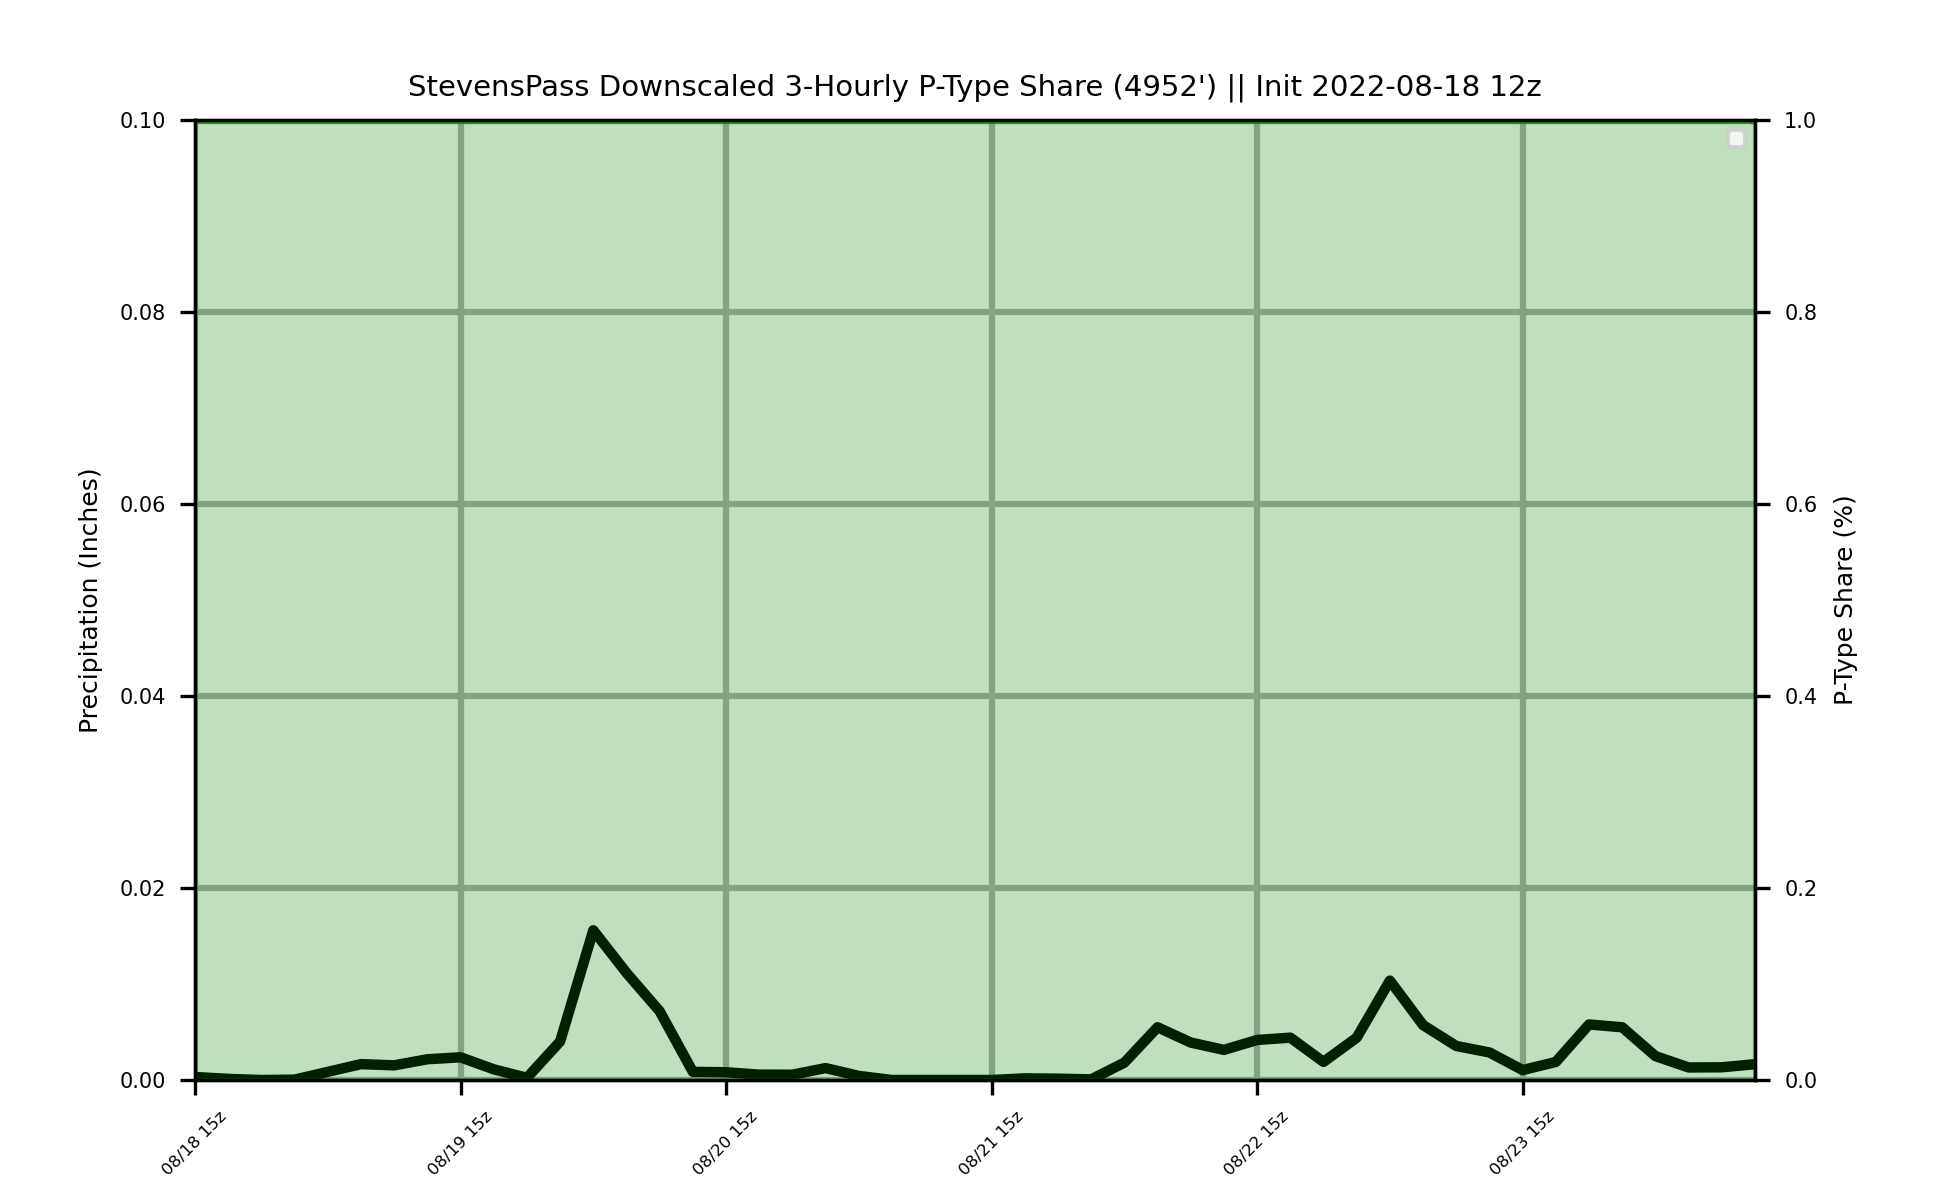 StevensPass Downscaled 3-Hourly P-Type Share (4952') || Init 2022-08-18 12z
Precipitation (Inches)
0.10
0.08
0.06
0.04
0.02
0.00
1.0
0.8
0.6
0.4
0.2
0.0
P-Type Share (%)
08/18 15z
08/19 15z
08/20 15z
08/21 15z
08/22 15z
08/23 15z